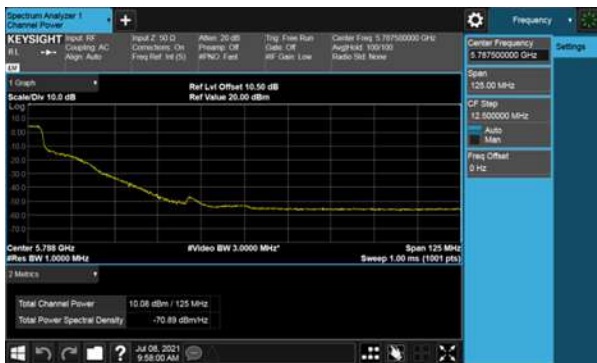 Spectrum Analyzer 1
Channel Power
+
Frequency
KEYSIGHT
Input: RF
Coupling: AC
Align: Auto
Input Z: 50 Ω
Corrections: On
Freq Ref: Int (S)
Atten: 20 dB
Preamp: Off
#PNO: Fast
Trig: Free Run
Gate: Off
#IF Gain: Low
Center Freq: 5.787500000 GHz
Avg|Hold: 100/100
Radio Std: None
Center Frequency
5.787500000 GHz
Settings
Span
125.00 MHz
CF Step
12.500000 MHz
Auto
Man
Freq Offset
0 Hz
1 Graph
Scale/Div 10.0 dB
Ref Lvl Offset 10.50 dB
Ref Value 20.00 dBm
Log
10.0
0.00
-10.0
-20.0
-30.0
-40.0
-50.0
-60.0
-70.0
Center 5.788 GHz
#Res BW 1.0000 MHz
#Video BW 3.0000 MHz*
Span 125 MHz
Sweep 1.00 ms (1001 pts)
2 Metrics
Total Channel Power 10.08 dBm / 125 MHz
Total Power Spectral Density -70.89 dBm/Hz
?
Jul 08, 2021
9:58:00 AM